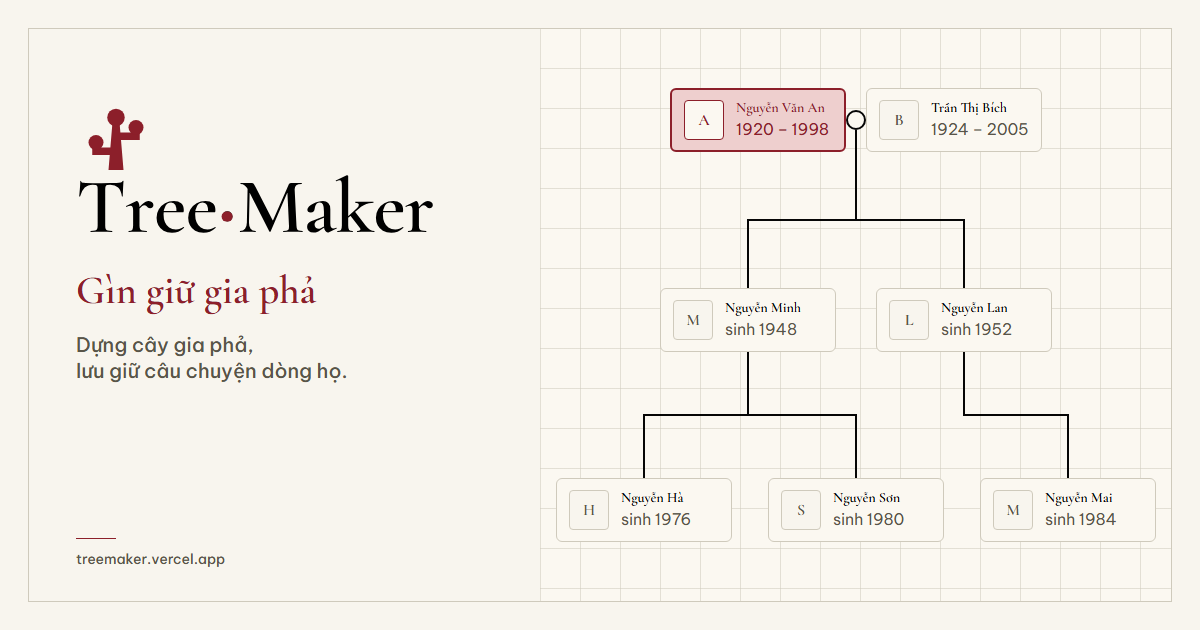 Tree•Maker
Gìn giữ gia phả
Dựng cây gia phả,
lưu giữ câu chuyện dòng họ.
treemaker.vercel.app
A
Nguyễn Văn An
1920 – 1998
B
Trần Thị Bích
1924 – 2005
M
Nguyễn Minh
sinh 1948
L
Nguyễn Lan
sinh 1952
H
Nguyễn Hà
sinh 1976
S
Nguyễn Sơn
sinh 1980
M
Nguyễn Mai
sinh 1984